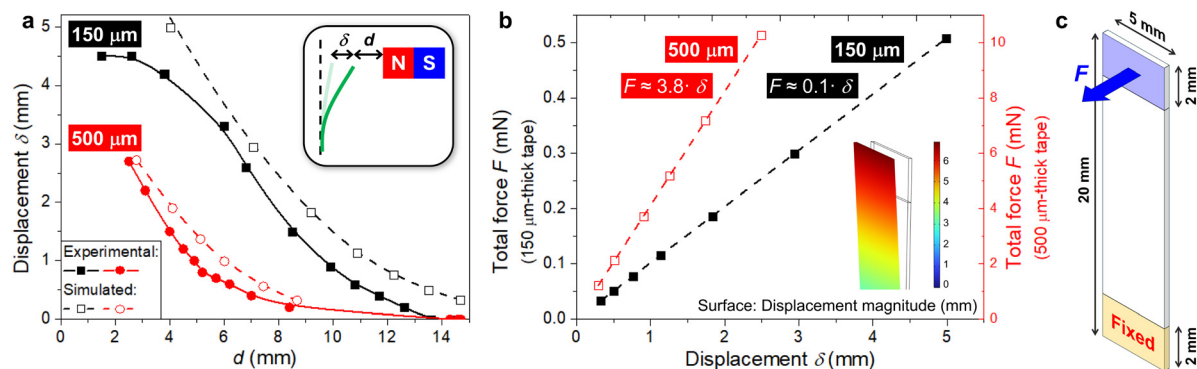 a
150 μm
500 μm
δ d
N S
Experimental:
Simulated:
5
4
3
2
1
0
Displacement δ (mm)
0 2 4 6 8 10 12 14
d (mm)
b
500 μm
150 μm
F ≈ 3.8· δ
F ≈ 0.1· δ
0.5
0.4
0.3
0.2
0.1
0.0
Total force F (mN)
(150 μm-thick tape)
10
8
6
4
2
0
Total force F (mN)
(500 μm-thick tape)
6
5
4
3
2
1
0
Surface: Displacement magnitude (mm)
0 1 2 3 4 5
Displacement δ (mm)
c
5 mm
2 mm
F
20 mm
Fixed
2 mm